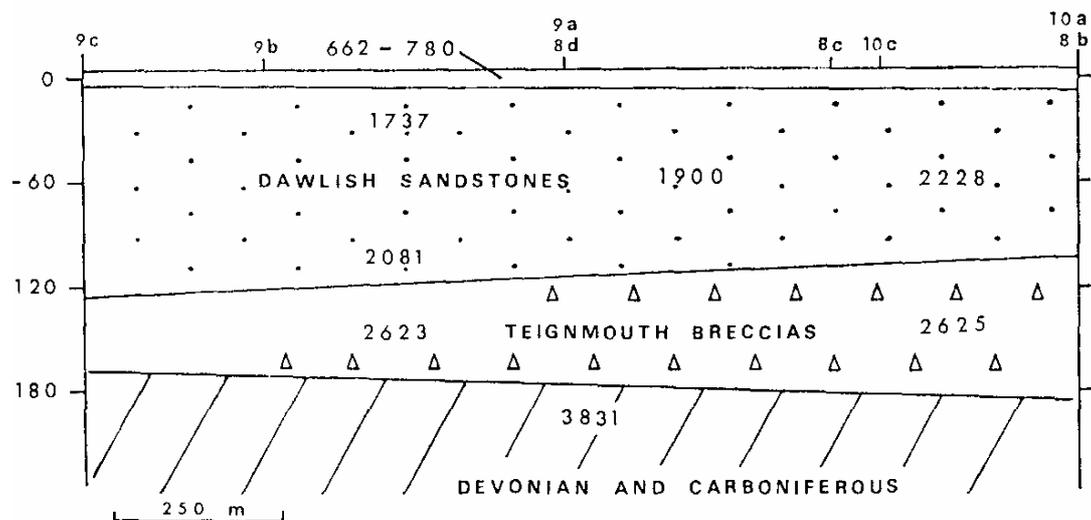 10a
9a
9c 9b 662 - 780 8d 8c 10c 8b
0
1737
- 60 DAWLISH SANDSTONES 1900 2228
2081
120
2623 TEIGNMOUTH BRECCIAS 2625
180
3831
DEVONIAN AND CARBONIFEROUS
250 m